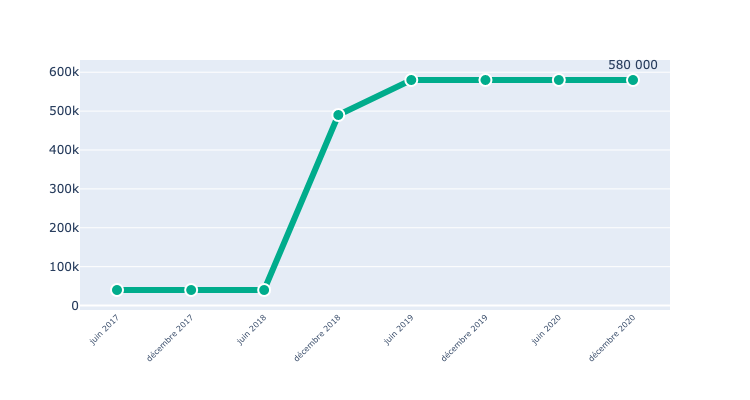 580 000
600k
500k
400k
300k
200k
100k
0
juin 2017
décembre 2017
juin 2018
décembre 2018
juin 2019
décembre 2019
juin 2020
décembre 2020